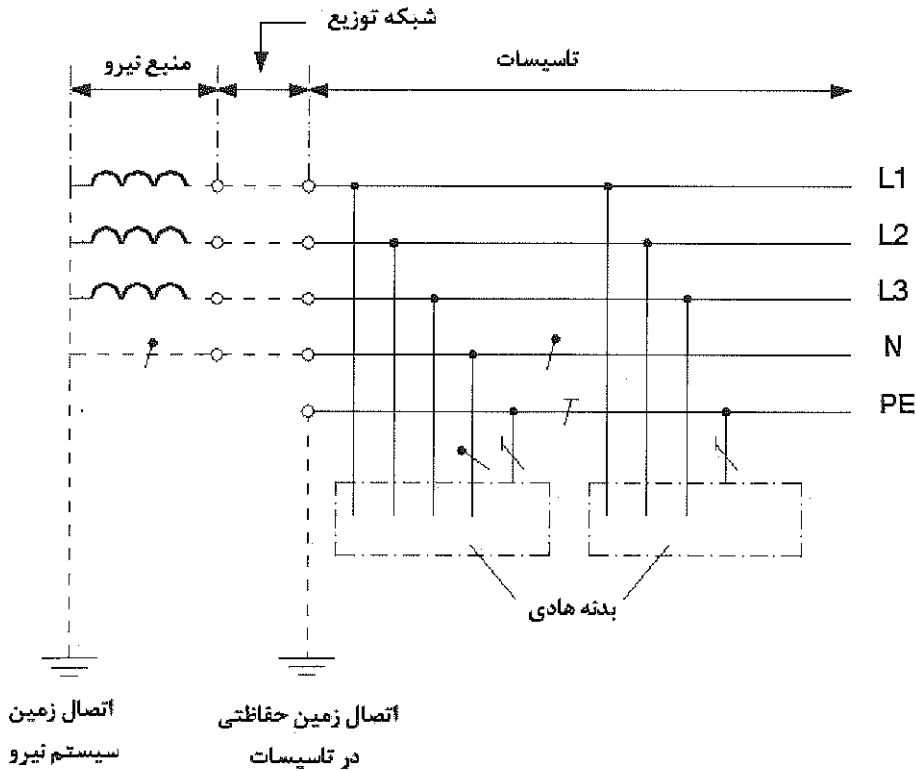 شبکه توزیع
منبع نیرو
تاسیسات
L1
L2
L3
N
PE
بدنه هادی
اتصال زمین
سیستم نیرو
اتصال زمین حفاظتی
در تاسیسات